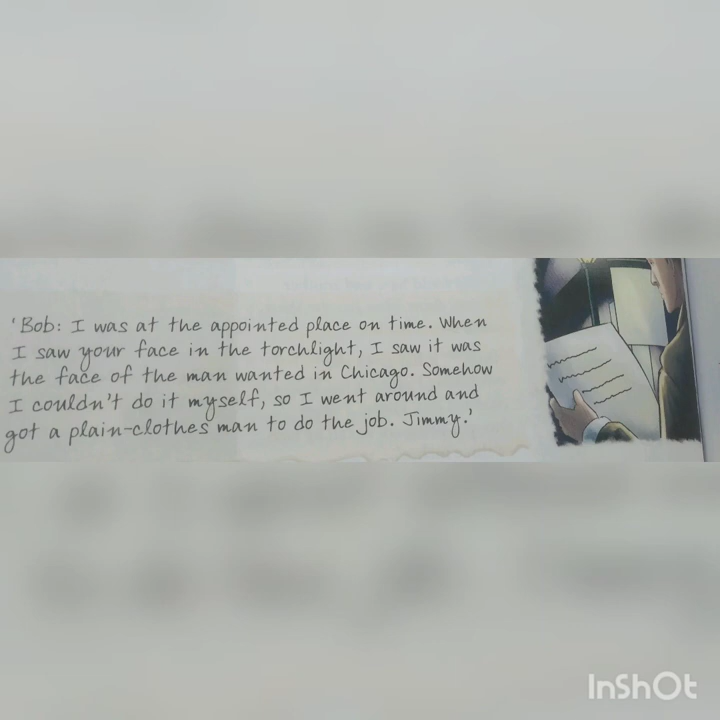 'Bob: I was at the appointed place on time. When
I saw your face in the torchlight, I saw it was
the face of the man wanted in Chicago. Somehow
I couldn't do it myself, so I went around and
got a plain-clothes man to do the job. Jimmy.'
InShOt